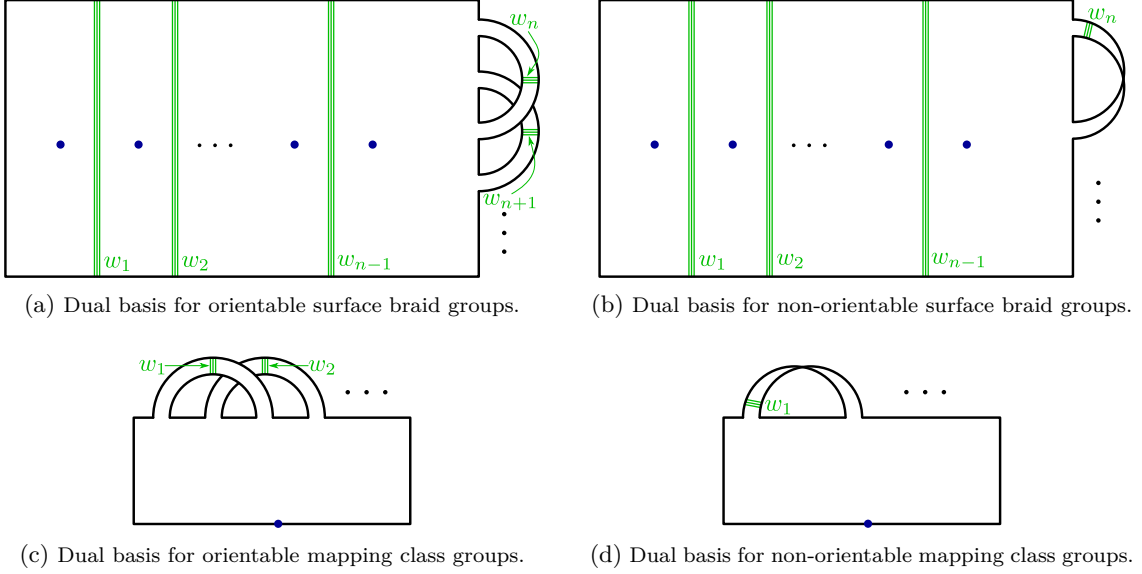 w_n w_n
w_{n+1}
w_1 w_2 w_{n−1} w_1 w_2 w_{n−1}
(a) Dual basis for orientable surface braid groups. (b) Dual basis for non-orientable surface braid groups.
w_1 w_2
w_1
(c) Dual basis for orientable mapping class groups. (d) Dual basis for non-orientable mapping class groups.